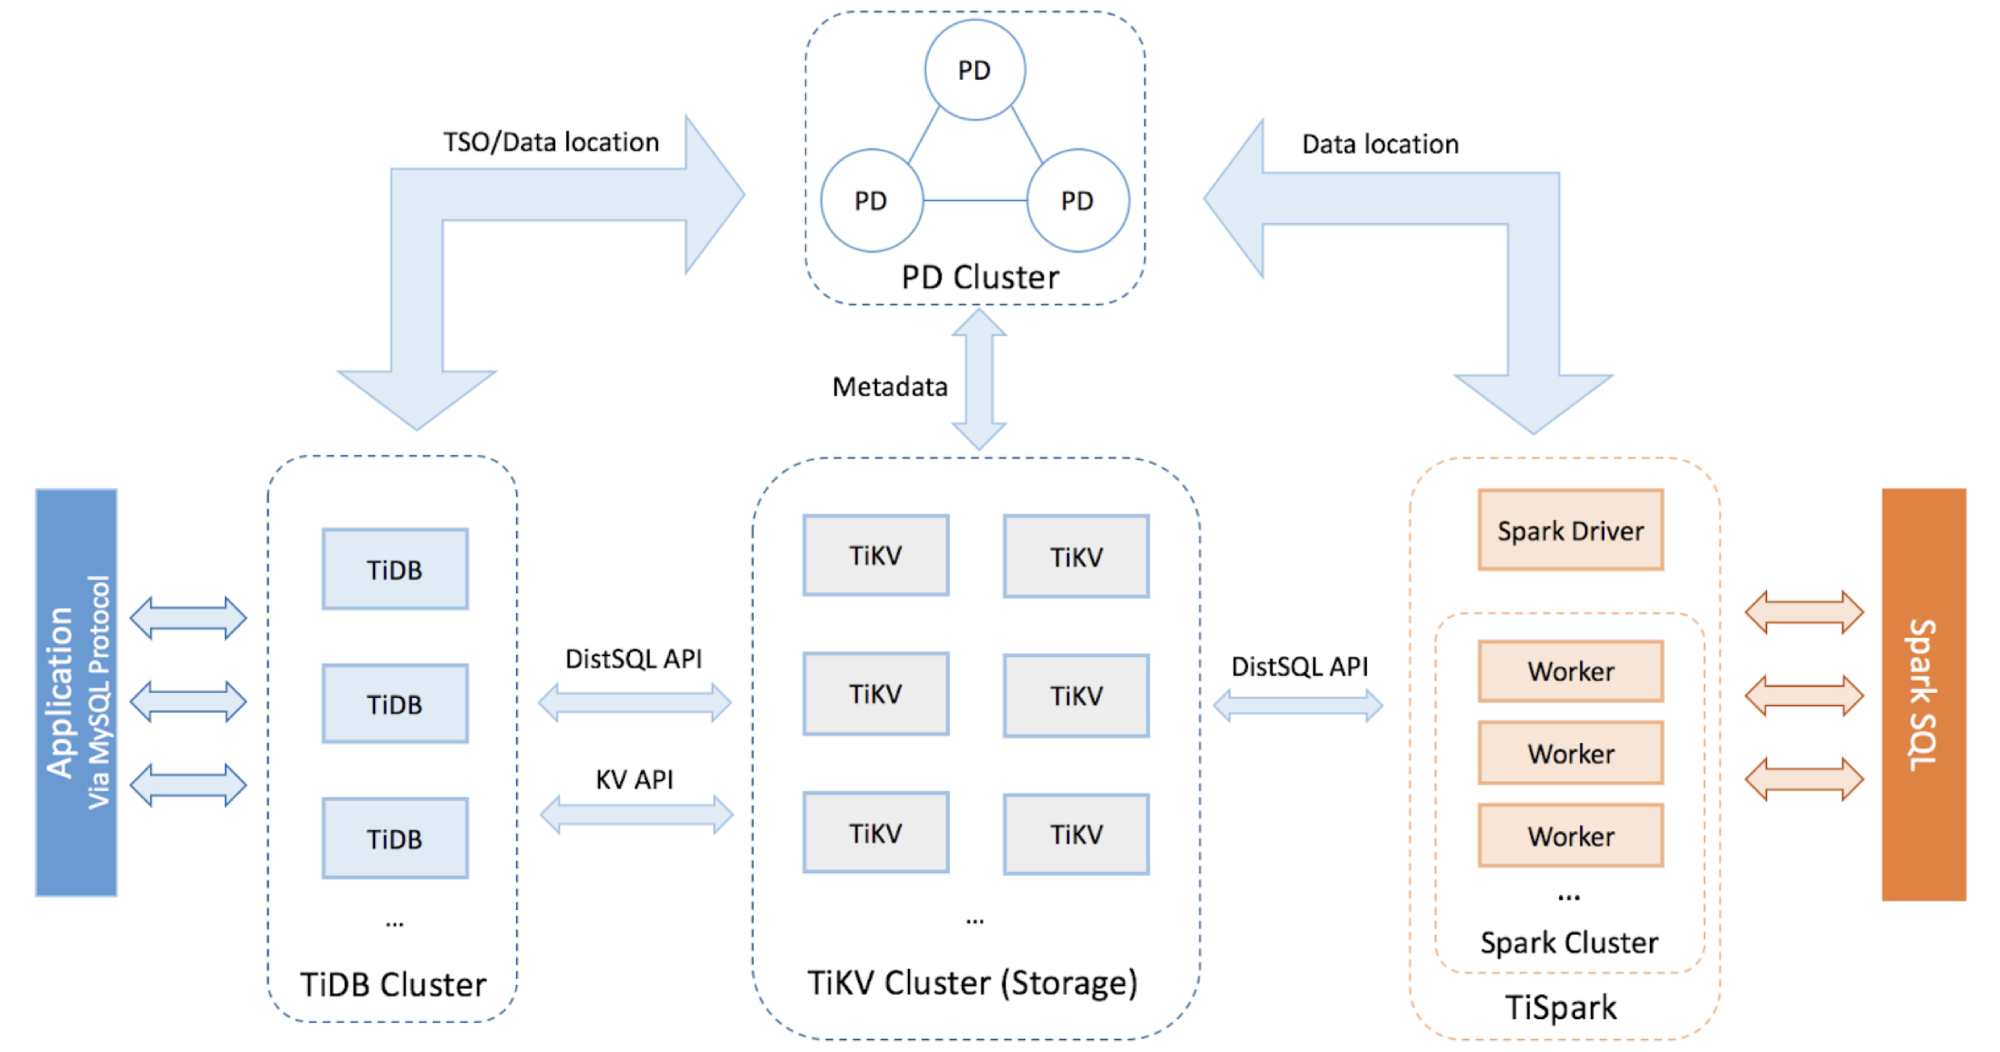 PD
PD
PD
PD Cluster
TSO/Data location
Data location
Metadata
Application
Via MySQL Protocol
TiDB
TiDB
TiDB
...
TiDB Cluster
DistSQL API
KV API
TiKV
TiKV
TiKV
TiKV
TiKV
TiKV
...
TiKV Cluster (Storage)
DistSQL API
Spark Driver
Worker
Worker
Worker
...
Spark Cluster
TiSpark
Spark SQL